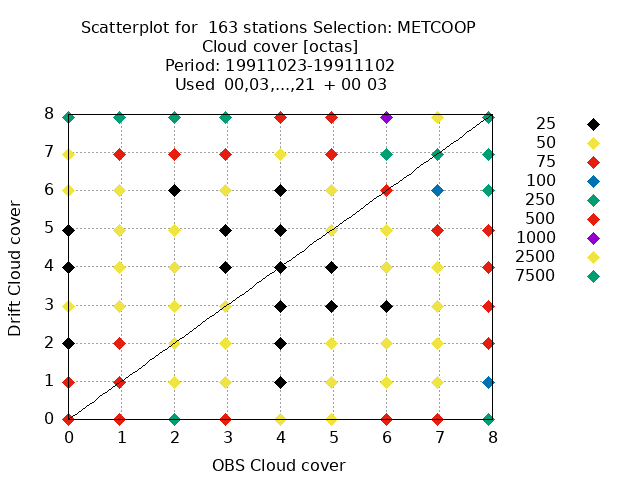 Scatterplot for  163 stations Selection: METCOOP
Cloud cover [octas]
Period: 19911023-19911102
Used  00,03,...,21  + 00 03
8
7
6
5
4
3
2
1
0
Drift Cloud cover
0 1 2 3 4 5 6 7 8
OBS Cloud cover
25
50
75
100
250
500
1000
2500
7500